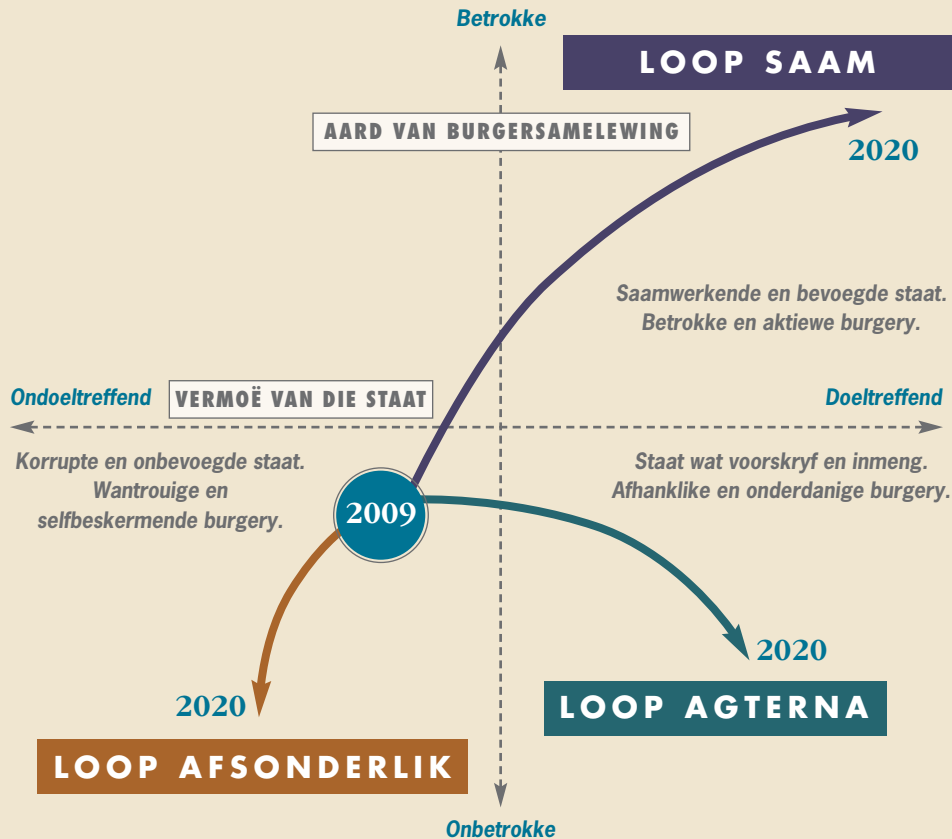 Betrokke
LOOP SAAM
AARD VAN BURGERSAMELEWING
2020
Saamwerkende en bevoegde staat.
Betrokke en aktiewe burgery.
Ondoeltreffend
VERMOË VAN DIE STAAT
Doeltreffend
Korrupte en onbevoegde staat.
Wantrouige en
selfbeskermende burgery.
Staat wat voorskryf en inmeng.
Afhanklike en onderdanige burgery.
2009
2020
LOOP AGTERNA
2020
LOOP AFSONDERLIK
Onbetrokke